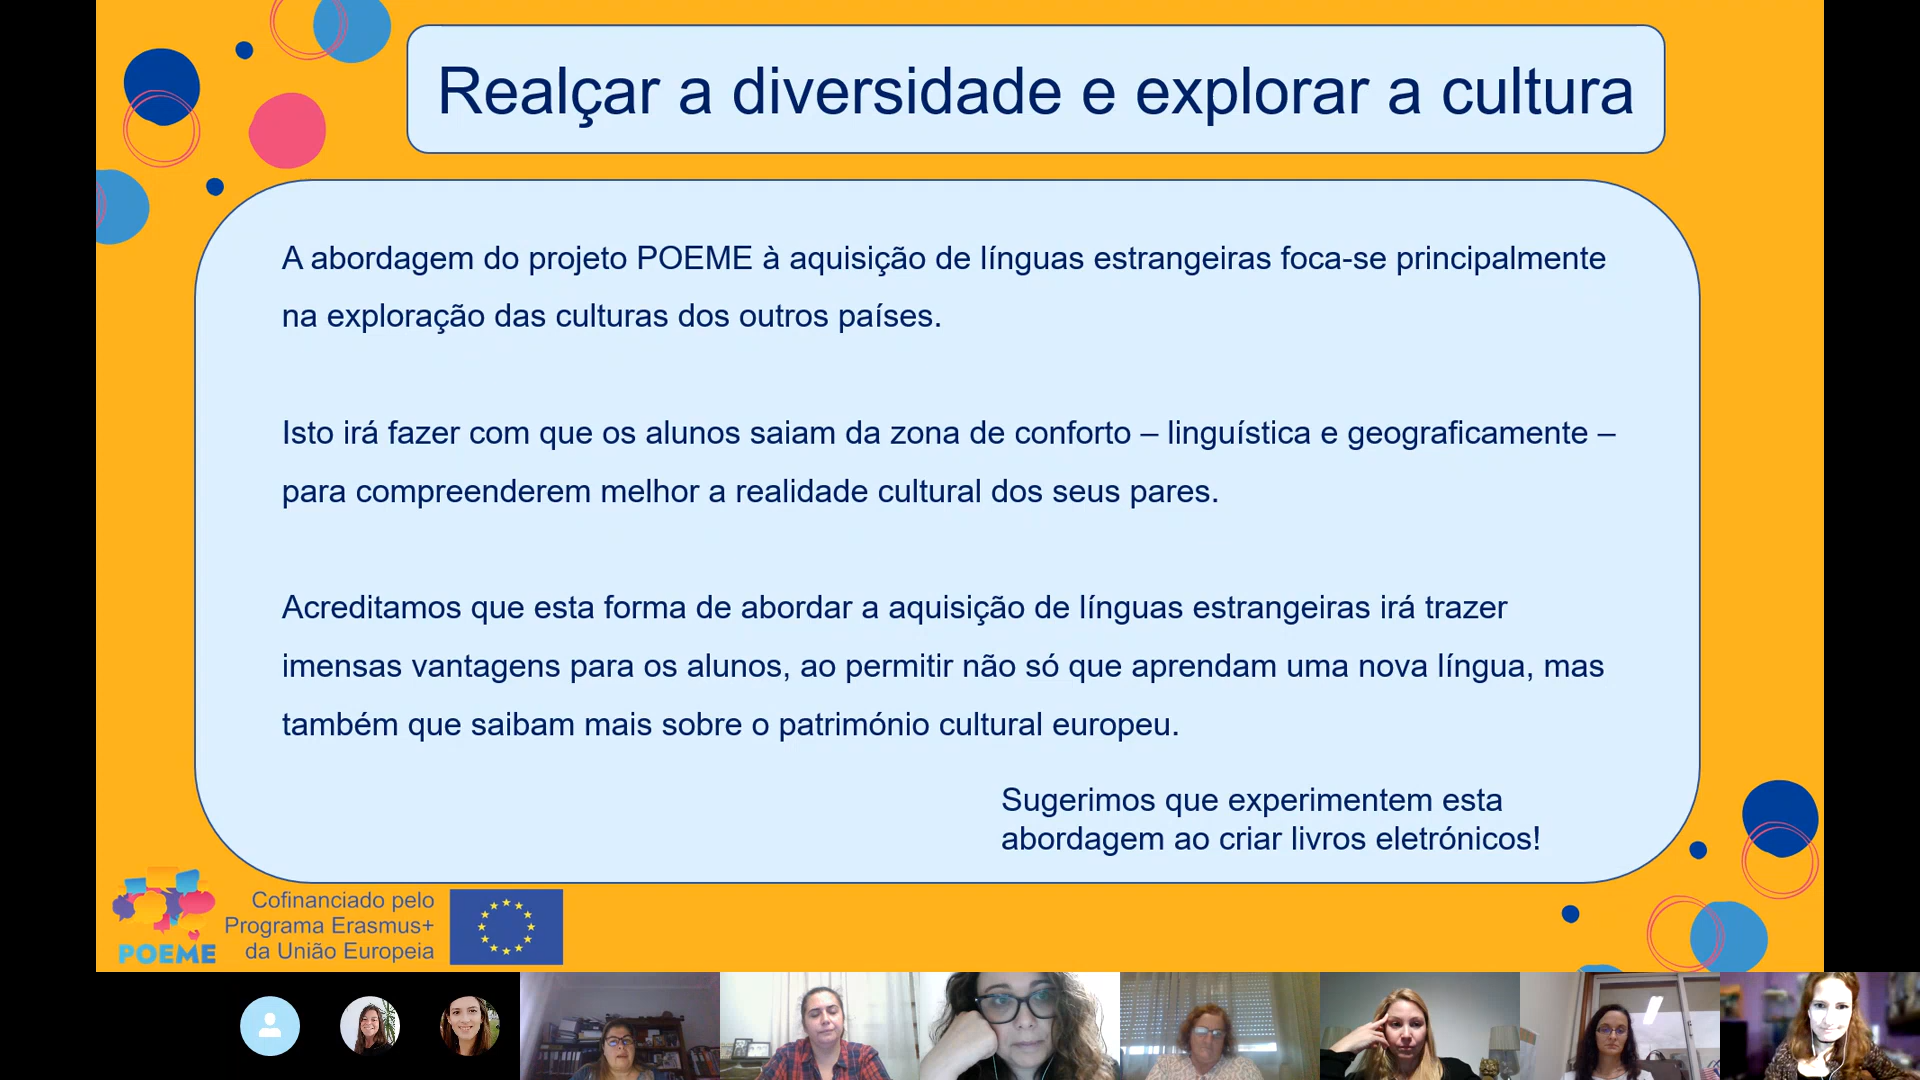 Realçar a diversidade e explorar a cultura
A abordagem do projeto POEME à aquisição de línguas estrangeiras foca-se principalmente
na exploração das culturas dos outros países.
Isto irá fazer com que os alunos saiam da zona de conforto – linguística e geograficamente –
para compreenderem melhor a realidade cultural dos seus pares.
Acreditamos que esta forma de abordar a aquisição de línguas estrangeiras irá trazer
imensas vantagens para os alunos, ao permitir não só que aprendam uma nova língua, mas
também que saibam mais sobre o património cultural europeu.
Sugerimos que experimentem esta
abordagem ao criar livros eletrónicos!
POEME
Cofinanciado pelo
Programa Erasmus+
da União Europeia